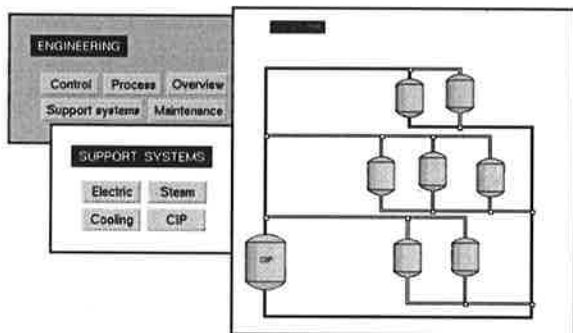 ENGINEERING
Control Process Overview
Support systems Maintenance
SUPPORT SYSTEMS
Electric Steam
Cooling CIP
CIP